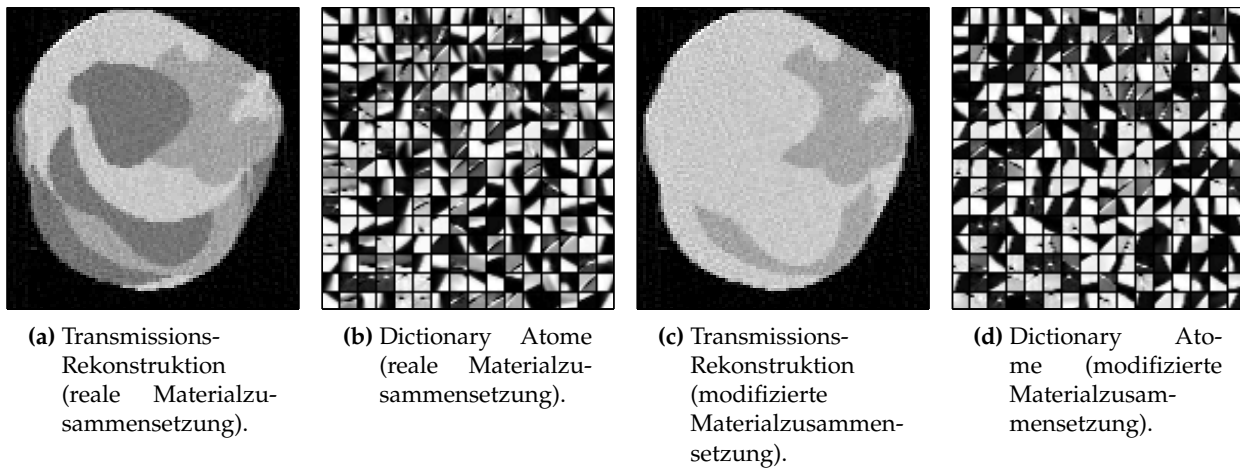 (a) Transmissions-
Rekonstruktion
(reale Materialzu-
sammensetzung).
(b) Dictionary Atome
(reale Materialzu-
sammensetzung).
(c) Transmissions-
Rekonstruktion
(modifizierte
Materialzusammen-
setzung).
(d) Dictionary Ato-
me (modifizierte
Materialzusam-
mensetzung).